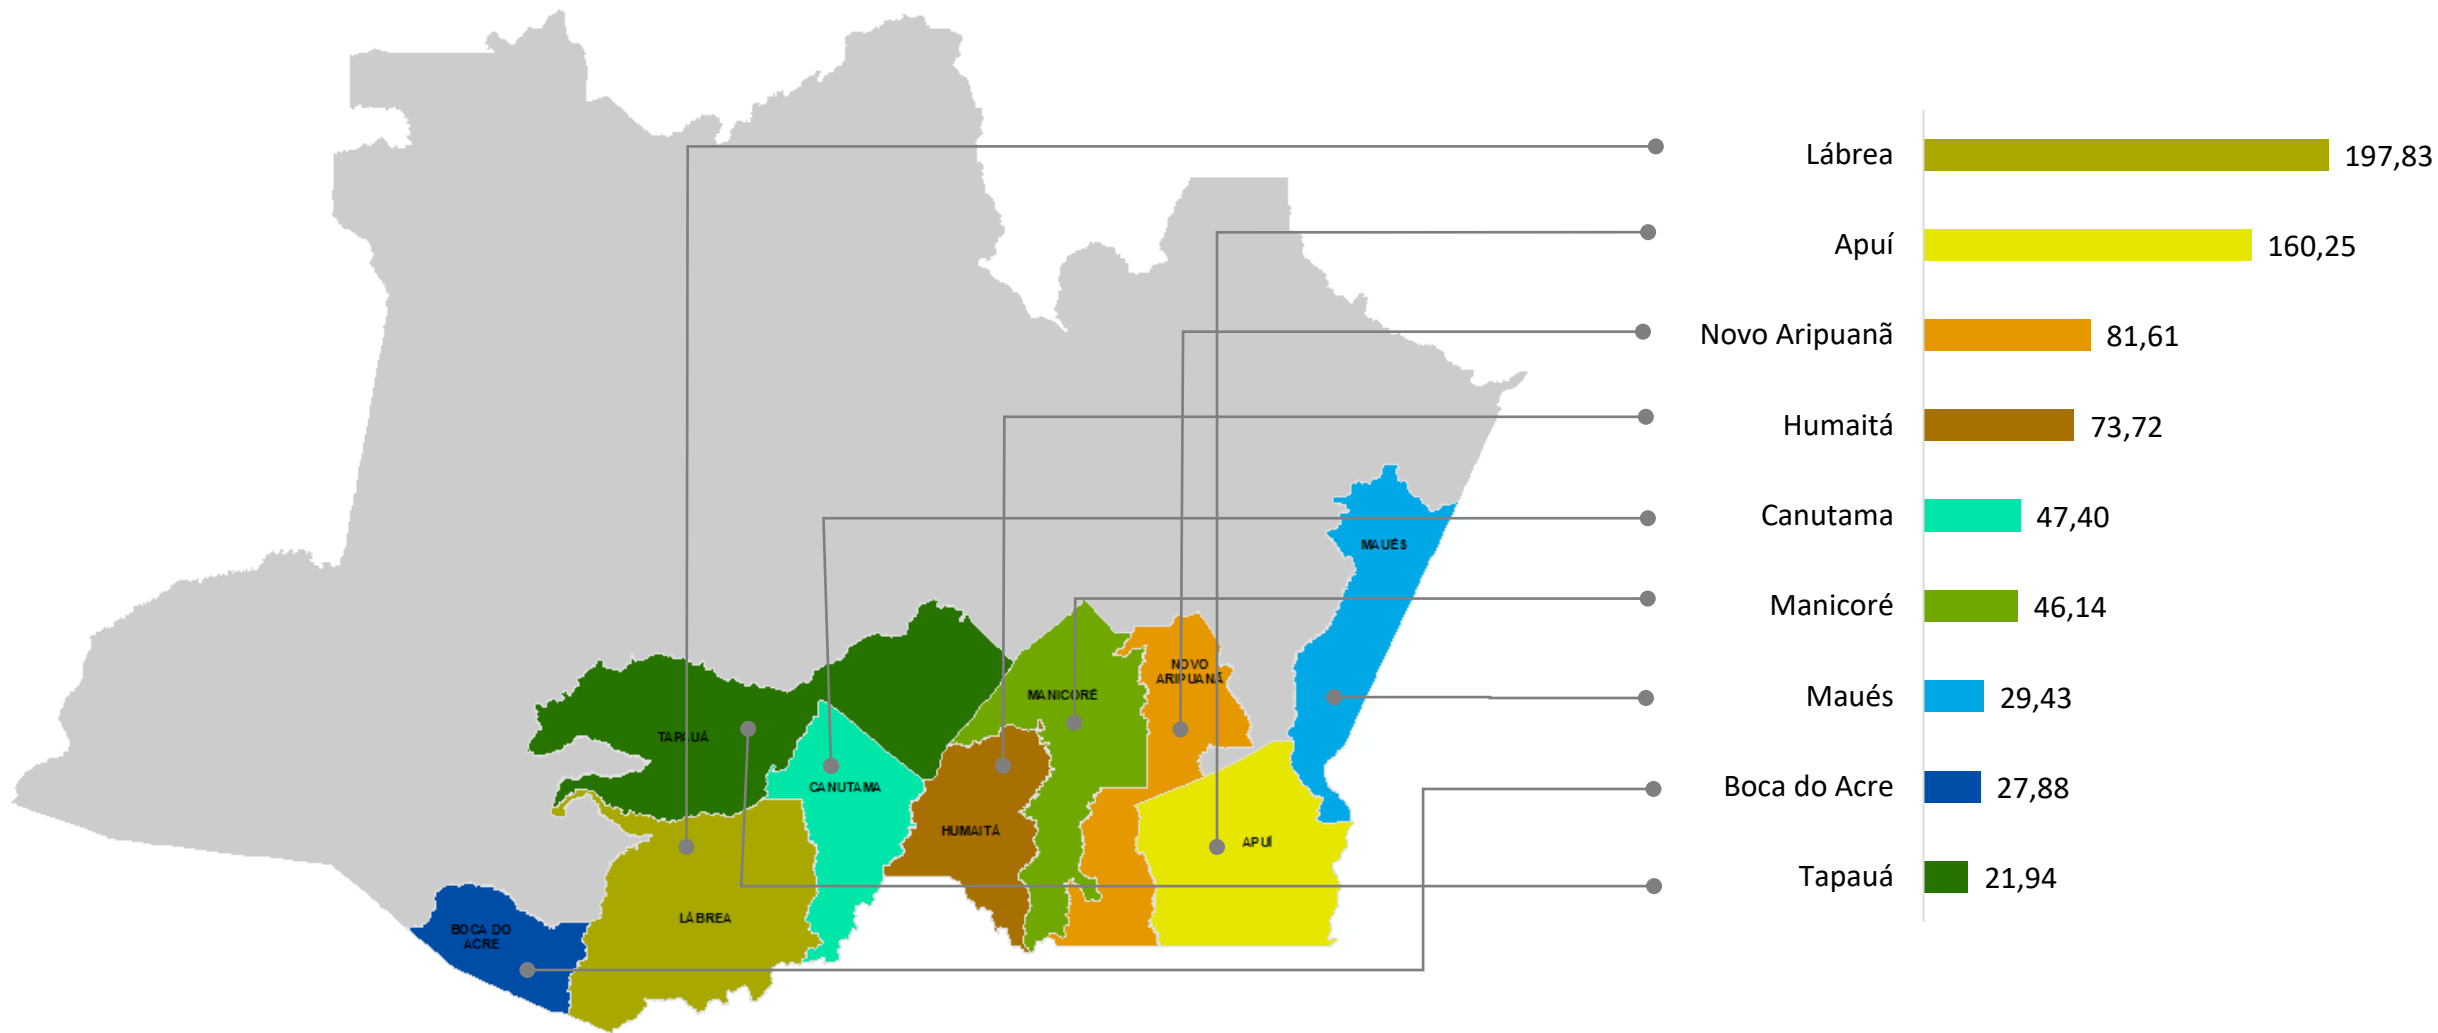 Lábrea 197,83
Apuí 160,25
Novo Aripuanã 81,61
Humaitá 73,72
Canutama 47,40
Manicoré 46,14
Maués 29,43
Boca do Acre 27,88
Tapauá 21,94
MAUÉS
NOVO
ARIPUANÃ
MANICORÉ
TAPAUÁ
CANUTAMA
HUMAITÁ
APUÍ
LÁBREA
BOCA DO
ACRE